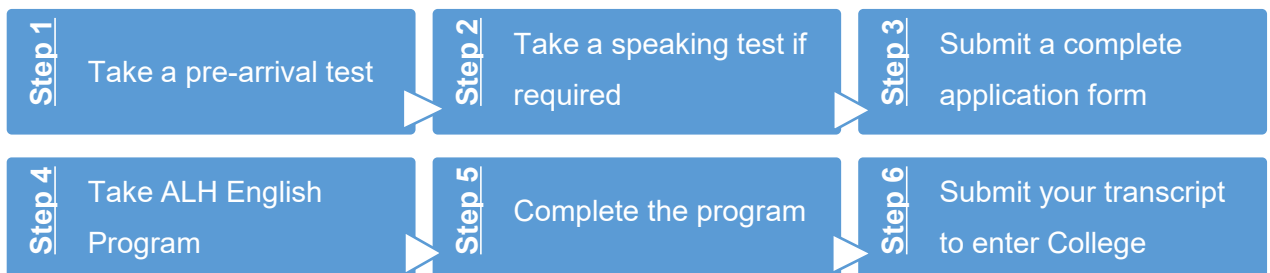 Step 1
Take a pre-arrival test
Step 2
Take a speaking test if
required
Step 3
Submit a complete
application form
Step 4
Take ALH English
Program
Step 5
Complete the program
Step 6
Submit your transcript
to enter College